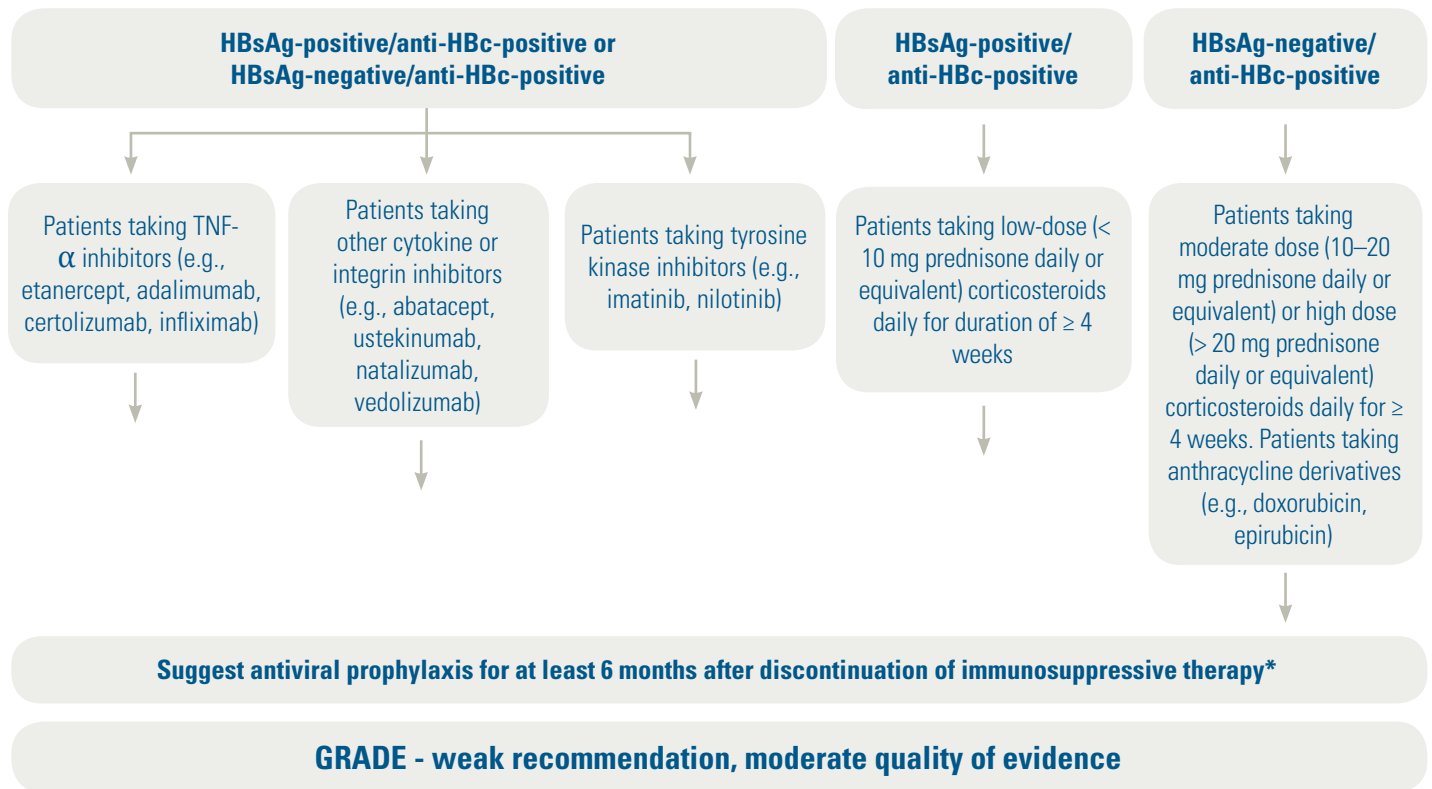 HBsAg-positive/anti-HBc-positive or
HBsAg-negative/anti-HBc-positive
HBsAg-positive/
anti-HBc-positive
HBsAg-negative/
anti-HBc-positive
Patients taking TNF-
α inhibitors (e.g.,
etanercept, adalimumab,
certolizumab, infliximab)
Patients taking
other cytokine or
integrin inhibitors
(e.g., abatacept,
ustekinumab,
natalizumab,
vedolizumab)
Patients taking tyrosine
kinase inhibitors (e.g.,
imatinib, nilotinib)
Patients taking low-dose (<
10 mg prednisone daily or
equivalent) corticosteroids
daily for duration of ≥ 4
weeks
Patients taking
moderate dose (10–20
mg prednisone daily or
equivalent) or high dose
(> 20 mg prednisone
daily or equivalent)
corticosteroids daily for ≥
4 weeks. Patients taking
anthracycline derivatives
(e.g., doxorubicin,
epirubicin)
Suggest antiviral prophylaxis for at least 6 months after discontinuation of immunosuppressive therapy*
GRADE - weak recommendation, moderate quality of evidence